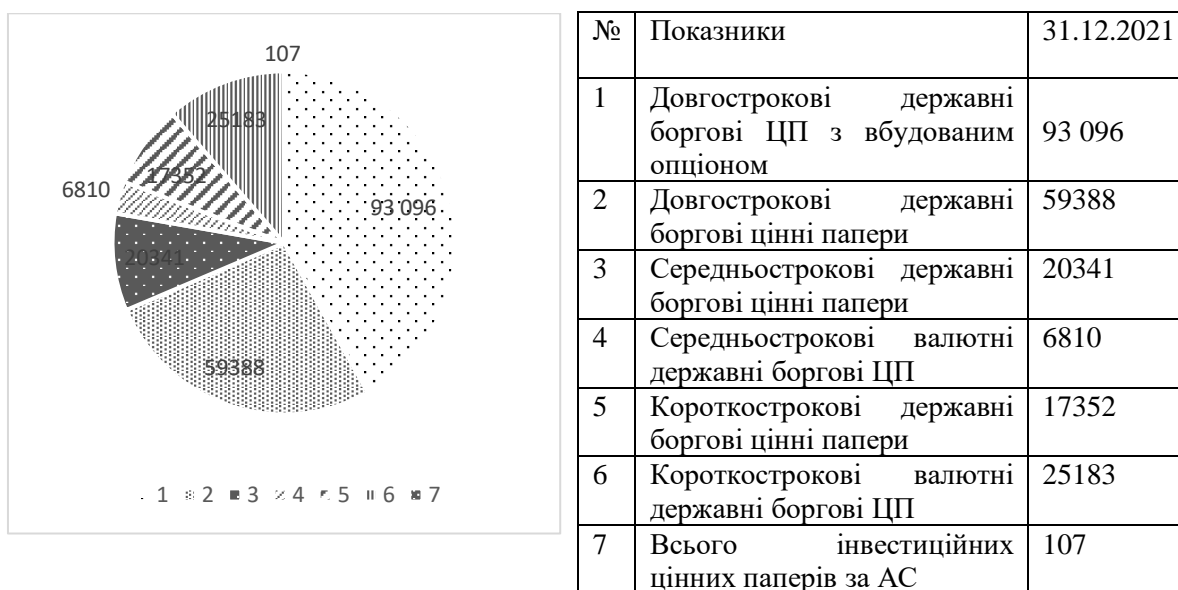 107
25183
17352
6810
93 096
20341
59388
1 2 3 4 5 6 7
№ Показники 31.12.2021
1 Довгострокові державні
боргові ЦП з вбудованим
опціоном
93 096
2 Довгострокові державні
боргові цінні папери
59388
3 Середньострокові державні
боргові цінні папери
20341
4 Середньострокові валютні
державні боргові ЦП
6810
5 Короткострокові державні
боргові цінні папери
17352
6 Короткострокові валютні
державні боргові ЦП
25183
7 Всього інвестиційних
цінних паперів за АС
107